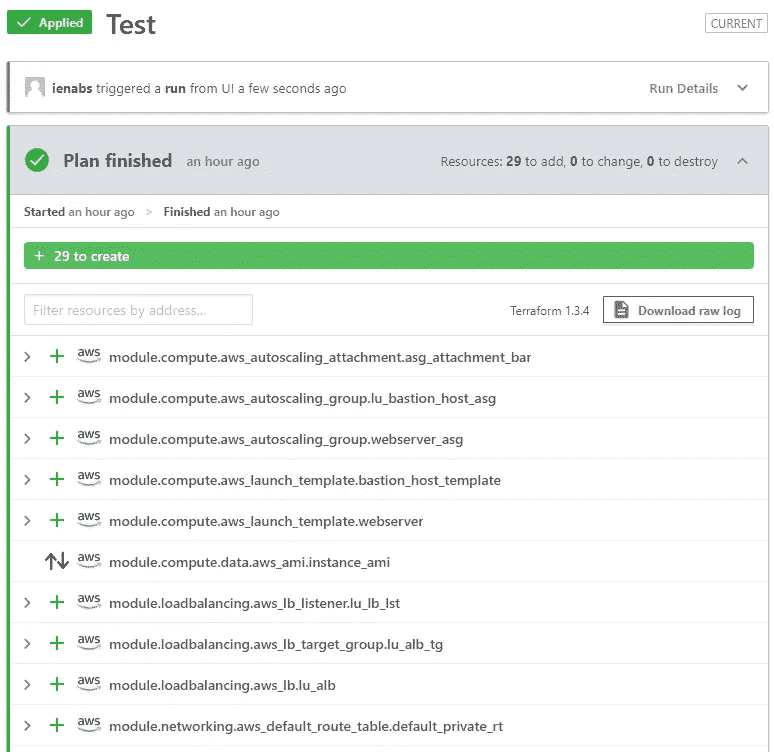 Applied Test CURRENT
ienabs triggered a run from UI a few seconds ago Run Details
Plan finished an hour ago Resources: 29 to add, 0 to change, 0 to destroy
Started an hour ago > Finished an hour ago
+ 29 to create
Filter resources by address... Terraform 1.3.4 Download raw log
aws module.compute.aws_autoscaling_attachment.asg_attachment_bar
aws module.compute.aws_autoscaling_group.lu_bastion_host_asg
aws module.compute.aws_autoscaling_group.webserver_asg
aws module.compute.aws_launch_template.bastion_host_template
aws module.compute.aws_launch_template.webserver
aws module.compute.data.aws_ami.instance_ami
aws module.loadbalancing.aws_lb_listener.lu_lb_lst
aws module.loadbalancing.aws_lb_target_group.lu_alb_tg
aws module.loadbalancing.aws_lb.lu_alb
aws module.networking.aws_default_route_table.default_private_rt